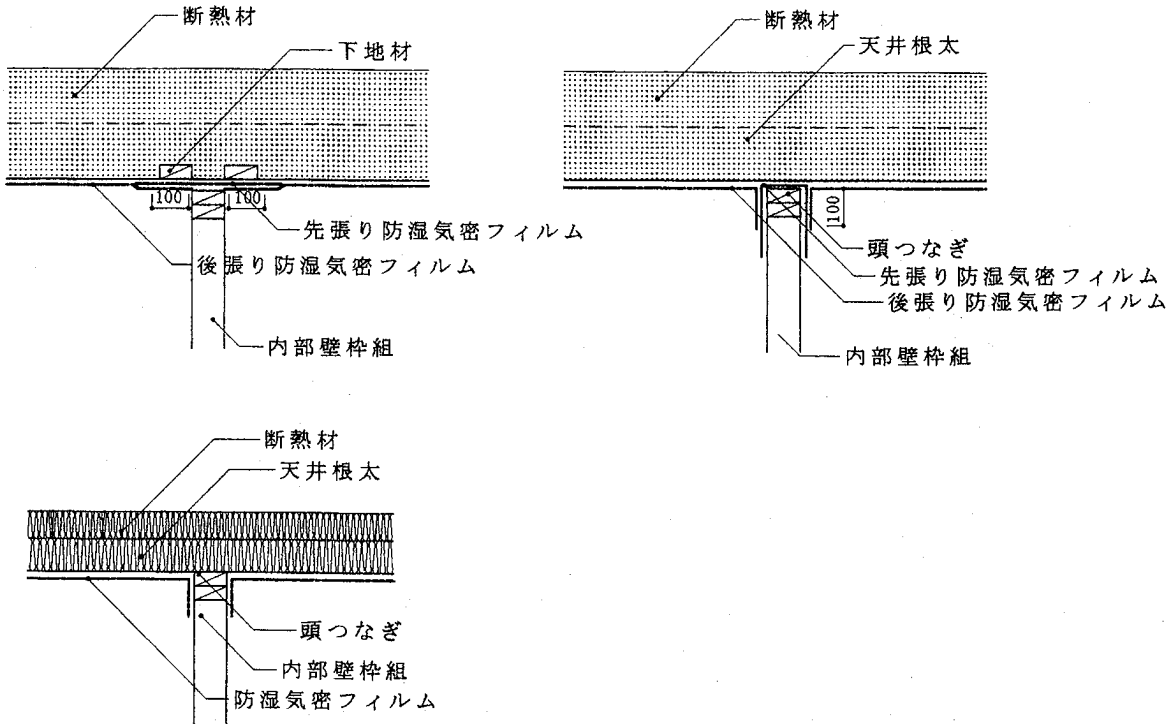 断熱材
下地材
100
100
先張り防湿気密フィルム
後張り防湿気密フィルム
内部壁枠組
断熱材
天井根太
100
頭つなぎ
先張り防湿気密フィルム
後張り防湿気密フィルム
内部壁枠組
断熱材
天井根太
頭つなぎ
内部壁枠組
防湿気密フィルム